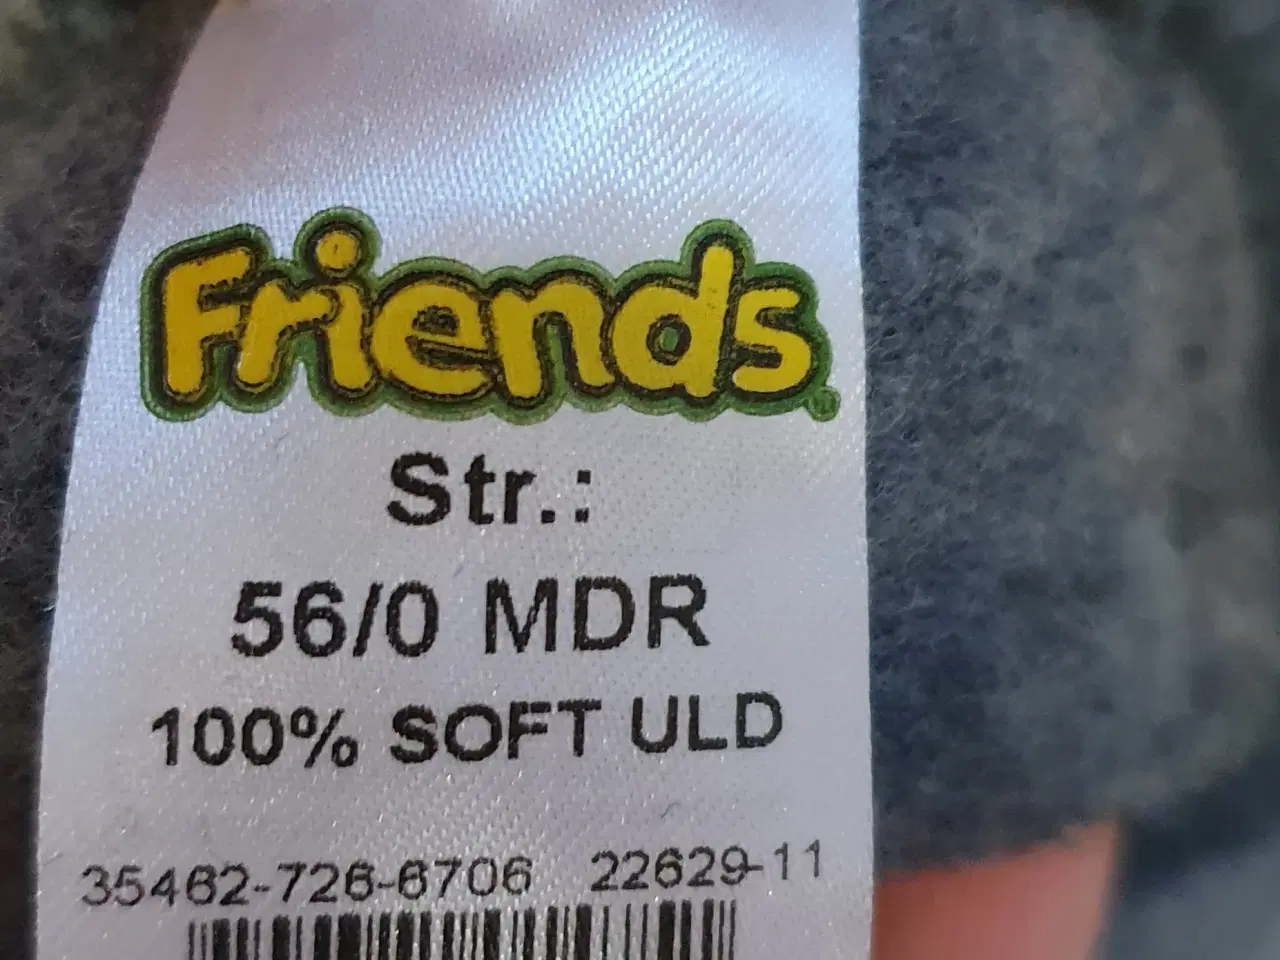 Friends
Str.:
56/0 MDR
100% SOFT ULD
35462-726-6706 22629-11